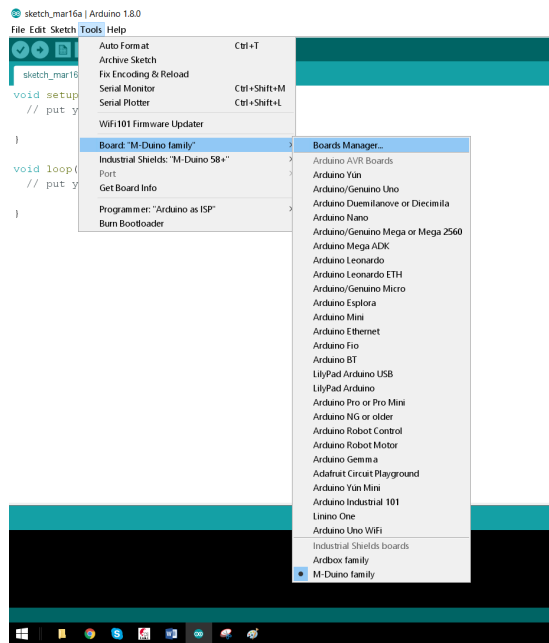 sketch_mar16a | Arduino 1.8.0
File Edit Sketch Tools Help
sketch_mar16
void setup
// put y
}
void loop(
// put y
}
Auto Format Ctrl+T
Archive Sketch
Fix Encoding & Reload
Serial Monitor Ctrl+Shift+M
Serial Plotter Ctrl+Shift+L
WiFi101 Firmware Updater
Board: "M-Duino family"
Industrial Shields: "M-Duino 58+"
Port
Get Board Info
Programmer: "Arduino as ISP"
Burn Bootloader
Boards Manager...
Arduino AVR Boards
Arduino Yún
Arduino/Genuino Uno
Arduino Duemilanove or Diecimila
Arduino Nano
Arduino/Genuino Mega or Mega 2560
Arduino Mega ADK
Arduino Leonardo
Arduino Leonardo ETH
Arduino/Genuino Micro
Arduino Esplora
Arduino Mini
Arduino Ethernet
Arduino Fio
Arduino BT
LilyPad Arduino USB
LilyPad Arduino
Arduino Pro or Pro Mini
Arduino NG or older
Arduino Robot Control
Arduino Robot Motor
Arduino Gemma
Adafruit Circuit Playground
Arduino Yún Mini
Arduino Industrial 101
Linino One
Arduino Uno WiFi
Industrial Shields boards
Ardbox family
M-Duino family